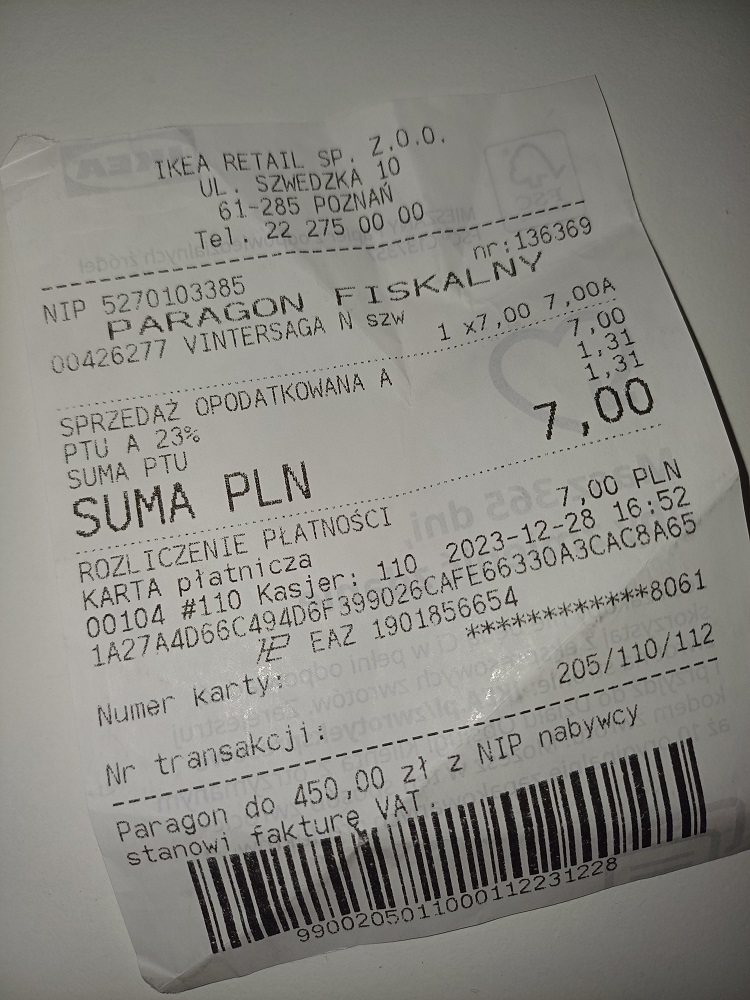 IKEA RETAIL SP. Z.O.O.
UL. SZWEDZKA 10
61-285 POZNAŃ
Tel. 22 275 00 00
NIP 5270103385 nr:136369
PARAGON FISKALNY
00426277 VINTERSAGA N szw
1 x7,00 7,00A
SPRZEDAŻ OPODATKOWANA A 7,00
PTU A 23% 1,31
SUMA PTU 1,31
SUMA PLN 7,00
ROZLICZENIE PŁATNOŚCI
KARTA płatnicza 7,00 PLN
00104 #110 Kasjer: 110 2023-12-28 16:52
1A27A4D66C494D6F399026CAFE66330A3CAC8A65
EAZ 1901856654
Numer karty: ************8061
Nr transakcji: 205/110/112
Paragon do 450,00 zł z NIP nabywcy
stanowi fakturę VAT.
9900205011000112231228